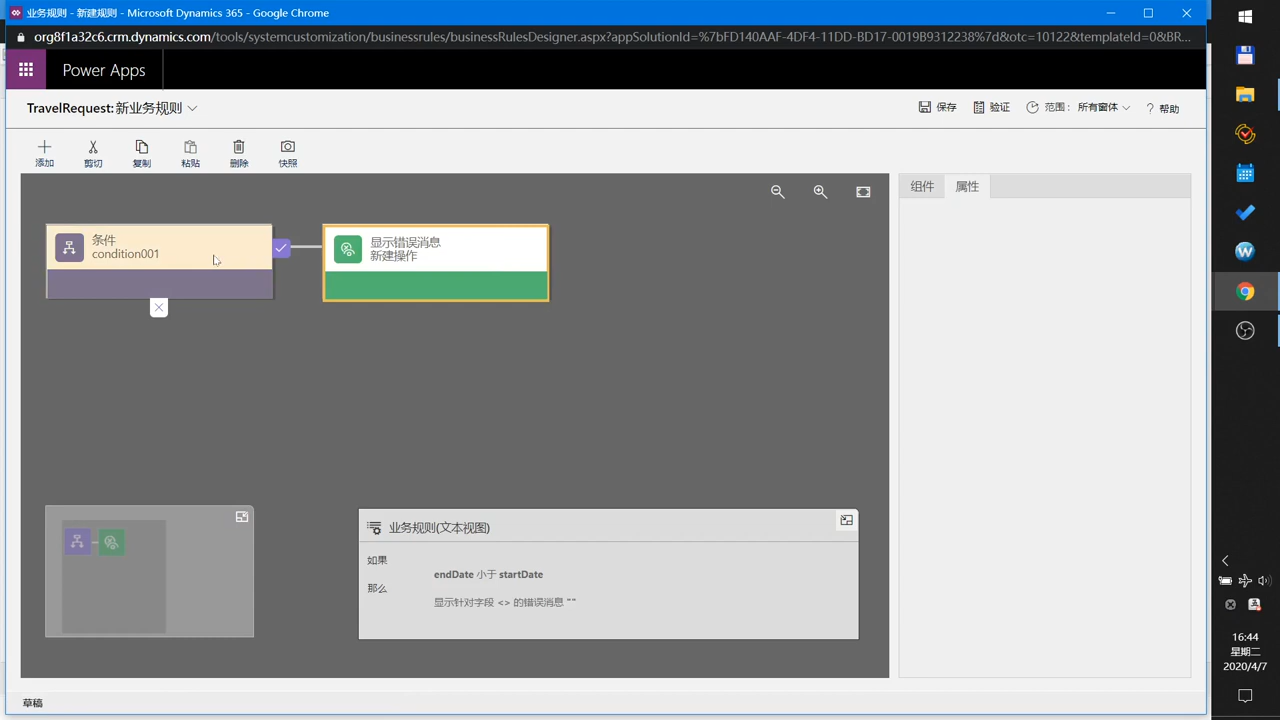 业务规则 - 新建规则 - Microsoft Dynamics 365 - Google Chrome
org8f1a32c6.crm.dynamics.com/tools/systemcustomization/businessrules/businessRulesDesigner.aspx?appSolutionId=%7bFD140AAF-4DF4-11DD-BD17-0019B9312238%7d&otc=10122&templateId=0&BR...
Power Apps
TravelRequest:新业务规则
保存
验证
范围: 所有窗体
? 帮助
添加
剪切
复制
粘贴
删除
快照
组件
属性
条件
condition001
显示错误消息
新建操作
业务规则(文本视图)
如果
endDate 小于 startDate
那么
显示针对字段 <> 的错误消息 ""
草稿
16:44
星期二
2020/4/7